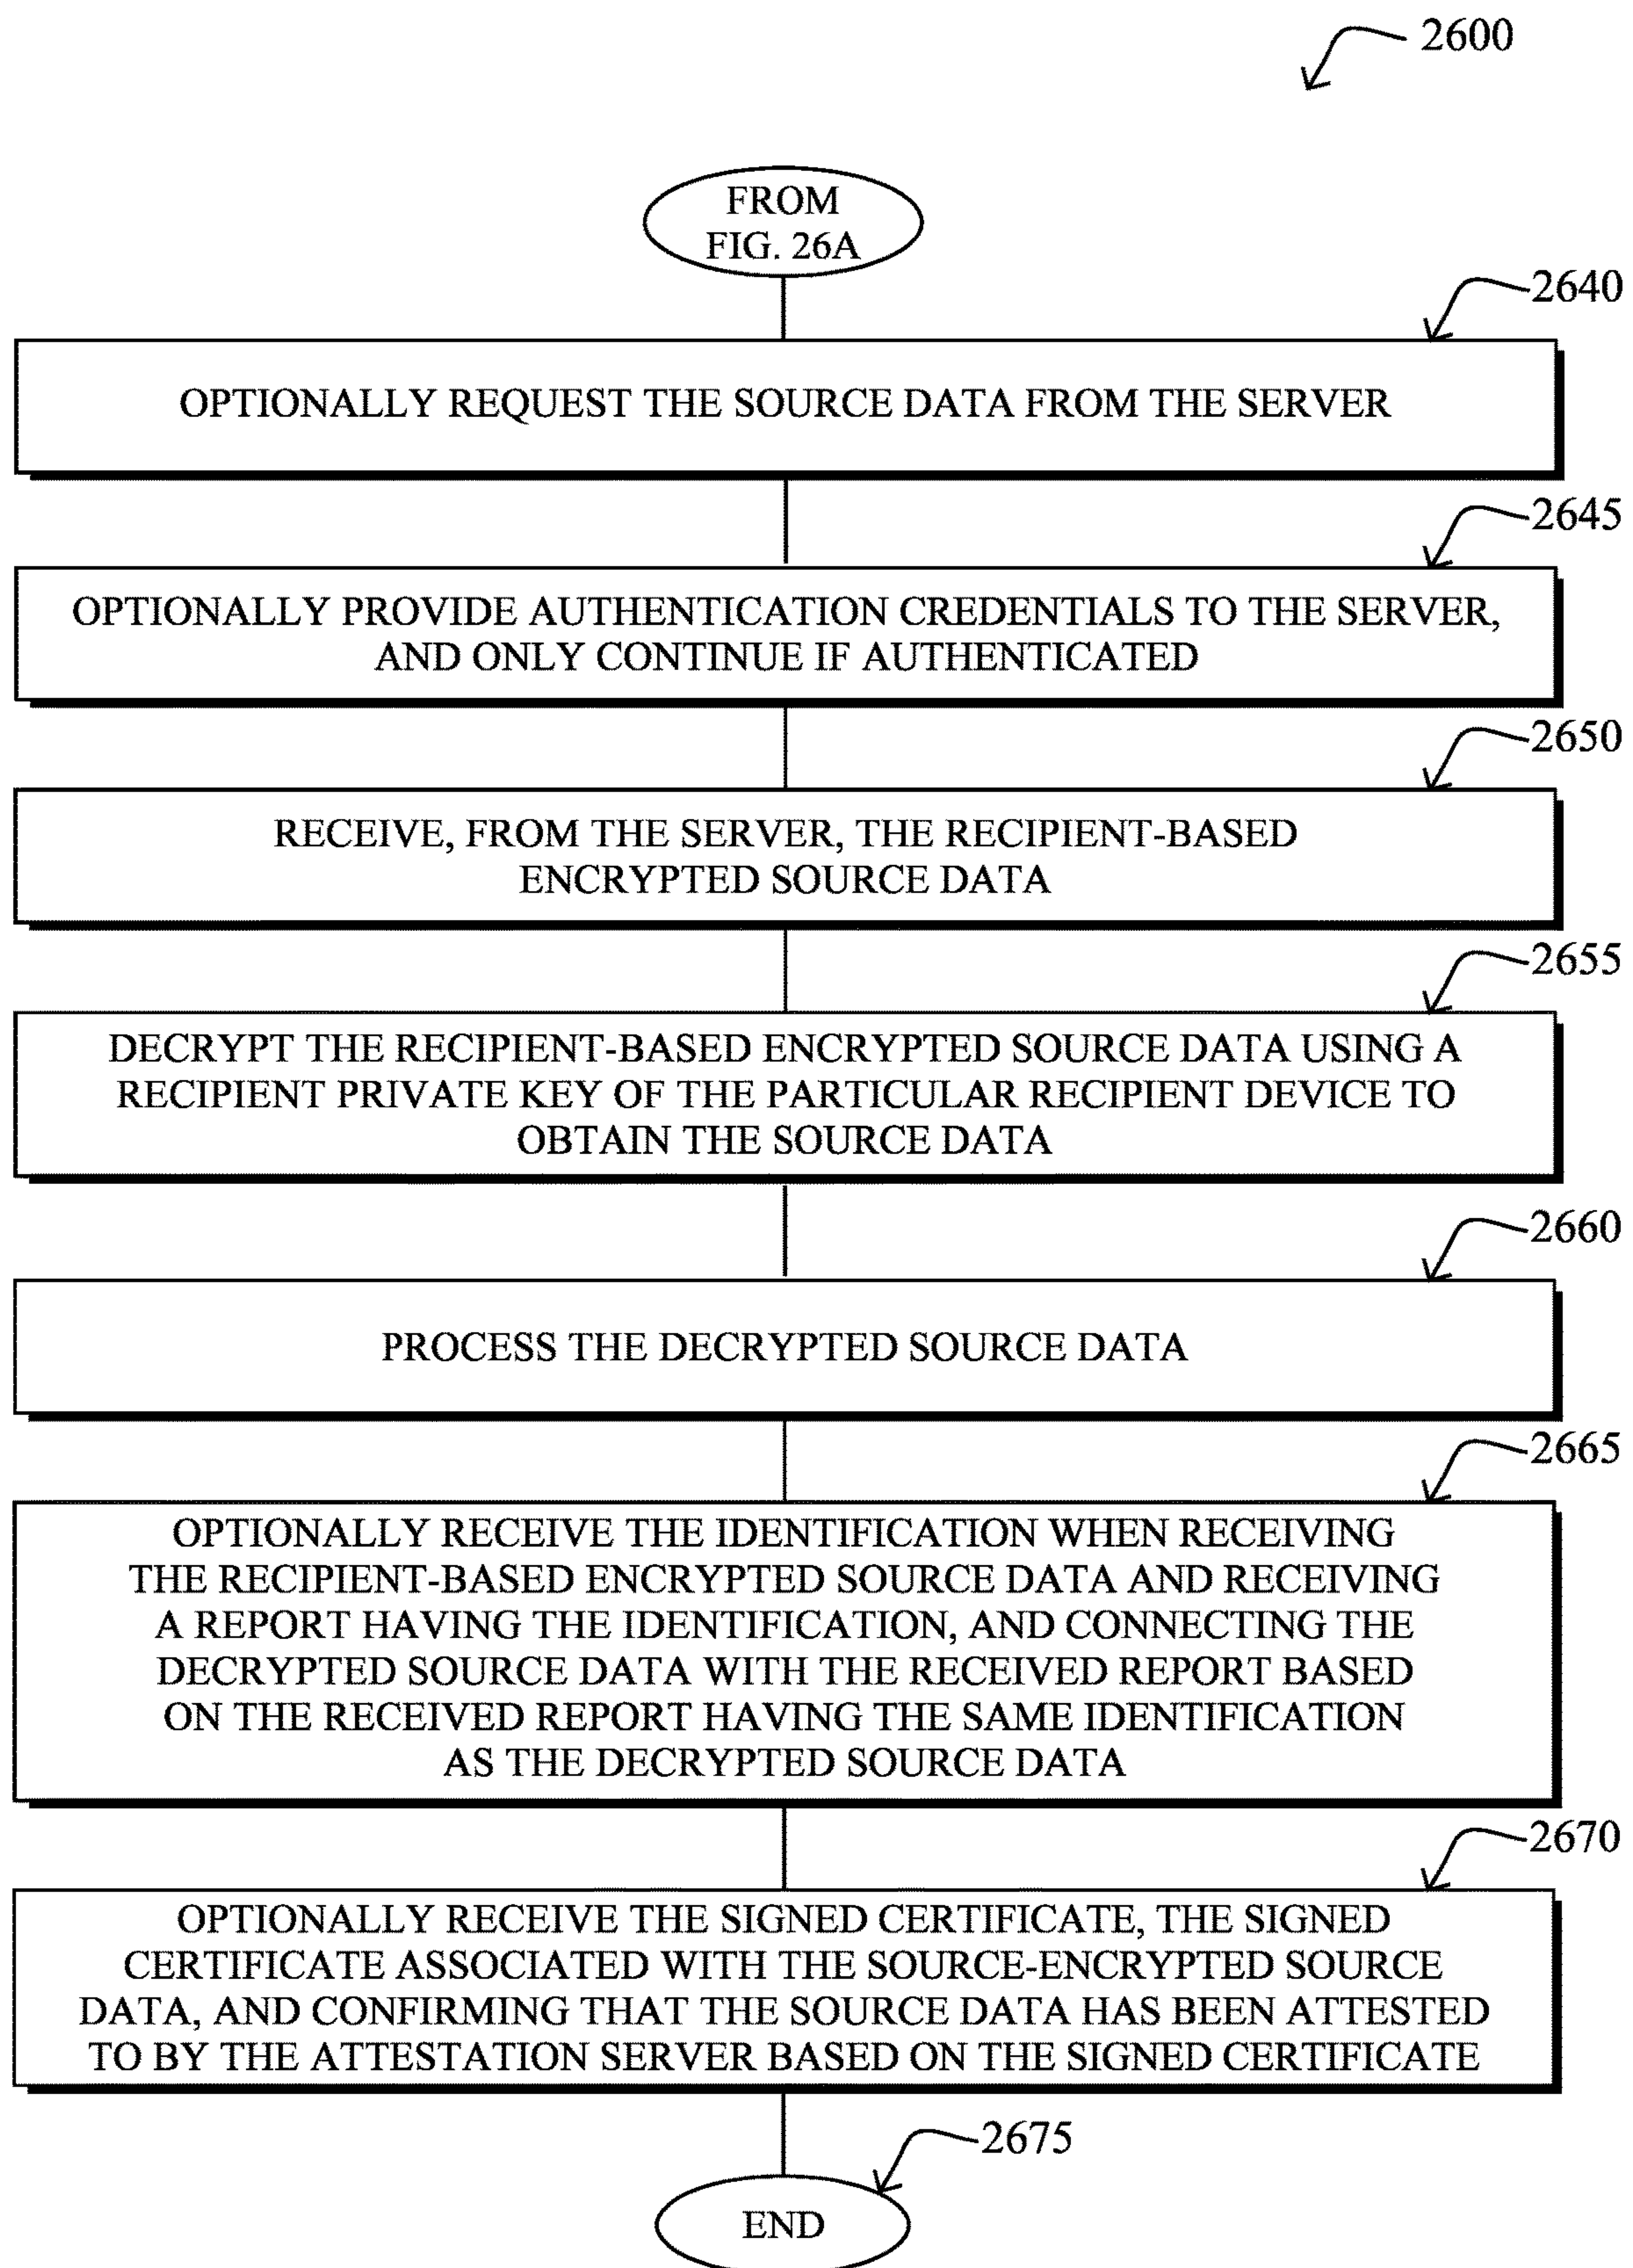 2600
FROM
FIG. 26A
2640
OPTIONALLY REQUEST THE SOURCE DATA FROM THE SERVER
2645
OPTIONALLY PROVIDE AUTHENTICATION CREDENTIALS TO THE SERVER,
AND ONLY CONTINUE IF AUTHENTICATED
2650
RECEIVE, FROM THE SERVER, THE RECIPIENT-BASED
ENCRYPTED SOURCE DATA
2655
DECRYPT THE RECIPIENT-BASED ENCRYPTED SOURCE DATA USING A
RECIPIENT PRIVATE KEY OF THE PARTICULAR RECIPIENT DEVICE TO
OBTAIN THE SOURCE DATA
2660
PROCESS THE DECRYPTED SOURCE DATA
2665
OPTIONALLY RECEIVE THE IDENTIFICATION WHEN RECEIVING
THE RECIPIENT-BASED ENCRYPTED SOURCE DATA AND RECEIVING
A REPORT HAVING THE IDENTIFICATION, AND CONNECTING THE
DECRYPTED SOURCE DATA WITH THE RECEIVED REPORT BASED
ON THE RECEIVED REPORT HAVING THE SAME IDENTIFICATION
AS THE DECRYPTED SOURCE DATA
2670
OPTIONALLY RECEIVE THE SIGNED CERTIFICATE, THE SIGNED
CERTIFICATE ASSOCIATED WITH THE SOURCE-ENCRYPTED SOURCE
DATA, AND CONFIRMING THAT THE SOURCE DATA HAS BEEN ATTESTED
TO BY THE ATTESTATION SERVER BASED ON THE SIGNED CERTIFICATE
2675
END